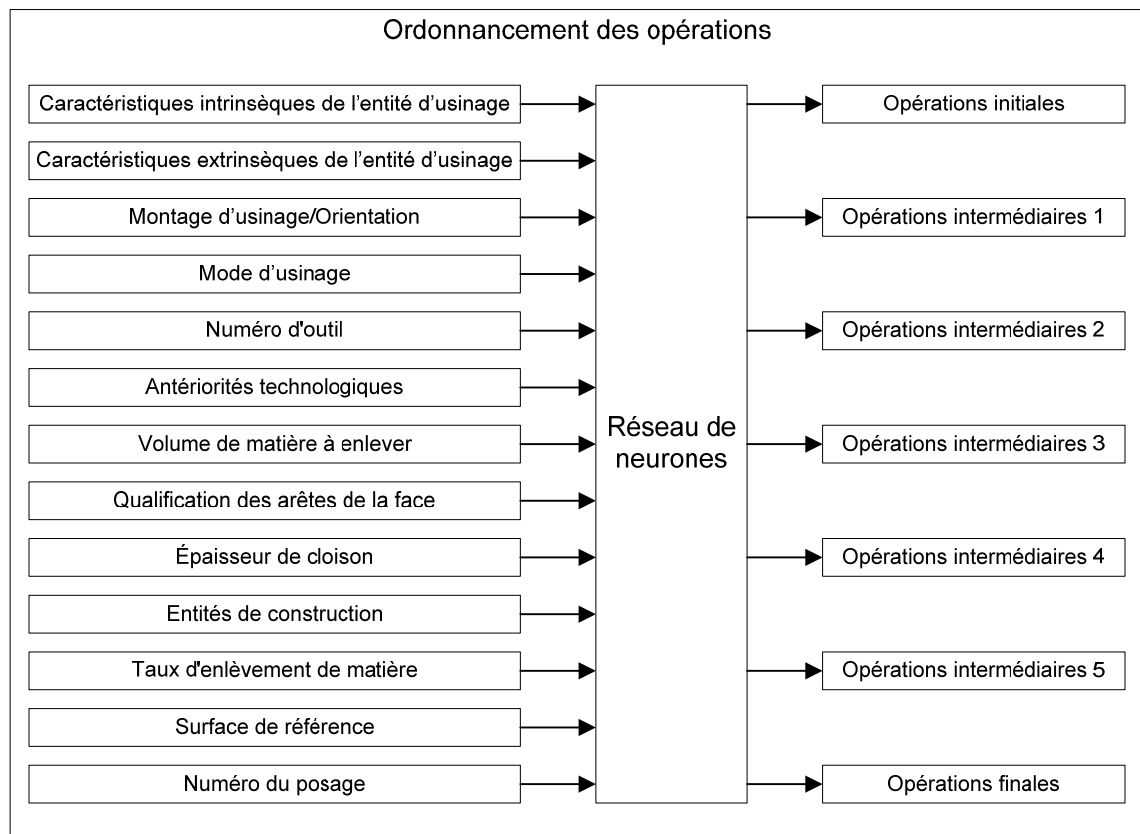 Ordonnancement des opérations
Caractéristiques intrinsèques de l'entité d'usinage
Caractéristiques extrinsèques de l'entité d'usinage
Montage d'usinage/Orientation
Mode d'usinage
Numéro d'outil
Antériorités technologiques
Volume de matière à enlever
Qualification des arêtes de la face
Épaisseur de cloison
Entités de construction
Taux d'enlèvement de matière
Surface de référence
Numéro du posage
Réseau de
neurones
Opérations initiales
Opérations intermédiaires 1
Opérations intermédiaires 2
Opérations intermédiaires 3
Opérations intermédiaires 4
Opérations intermédiaires 5
Opérations finales